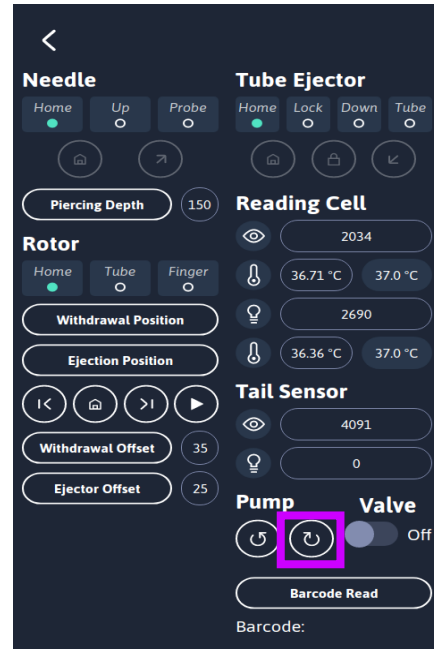 Needle
Home Up Probe
Piercing Depth 150
Rotor
Home Tube Finger
Withdrawal Position
Ejection Position
Withdrawal Offset 35
Ejector Offset 25
Tube Ejector
Home Lock Down Tube
Reading Cell
2034
36.71 °C 37.0 °C
2690
36.36 °C 37.0 °C
Tail Sensor
4091
0
Pump Valve
Off
Barcode Read
Barcode: